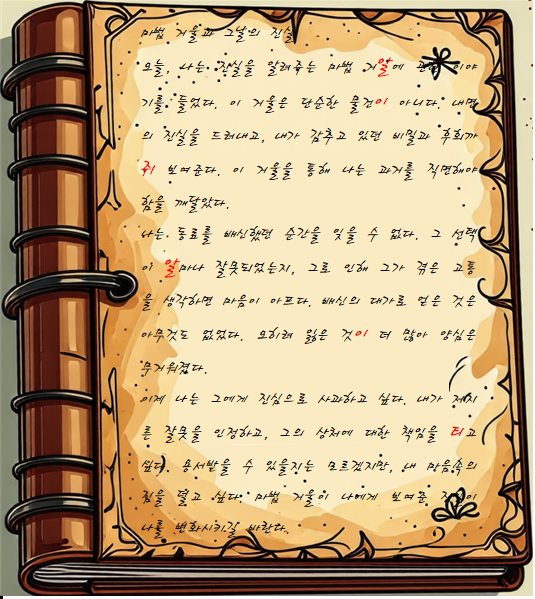 마법 거울과 그날의 진실
오늘, 나는 진실을 알려주는 마법 거알에 관한 이야
기를 들었다. 이 거울은 단순한 물건이 아니다. 내면
의 진실을 드러내고, 내가 감추고 있던 비밀과 후회까
쥐 보여준다. 이 거울을 통해 나는 과거를 직면해야
함을 깨달았다.
나는. 동료를 배신했던 순간을 잊을 수 없다. 그 선택
이 알마나 잘못되었는지, 그로 인해 그가 겪은 고통
을 생각하면 마음이 아프다. 배신의 대가로 얻은 것은
아무것도 없었다. 오히려 잃은 것이 더 많아 양심은
무거워졌다.
이제 나는 그에게 진심으로 사과하고 싶다. 내가 저지
른 잘못을 인정하고, 그의 상처에 대한 책임을 티고
싶다. 용서받을 수 있을지는 모르겠지만, 내 마음속의
짐을 덜고 싶다. 마법 거울이 나에게 보여준 진실이
나를 변화시키길 바란다.